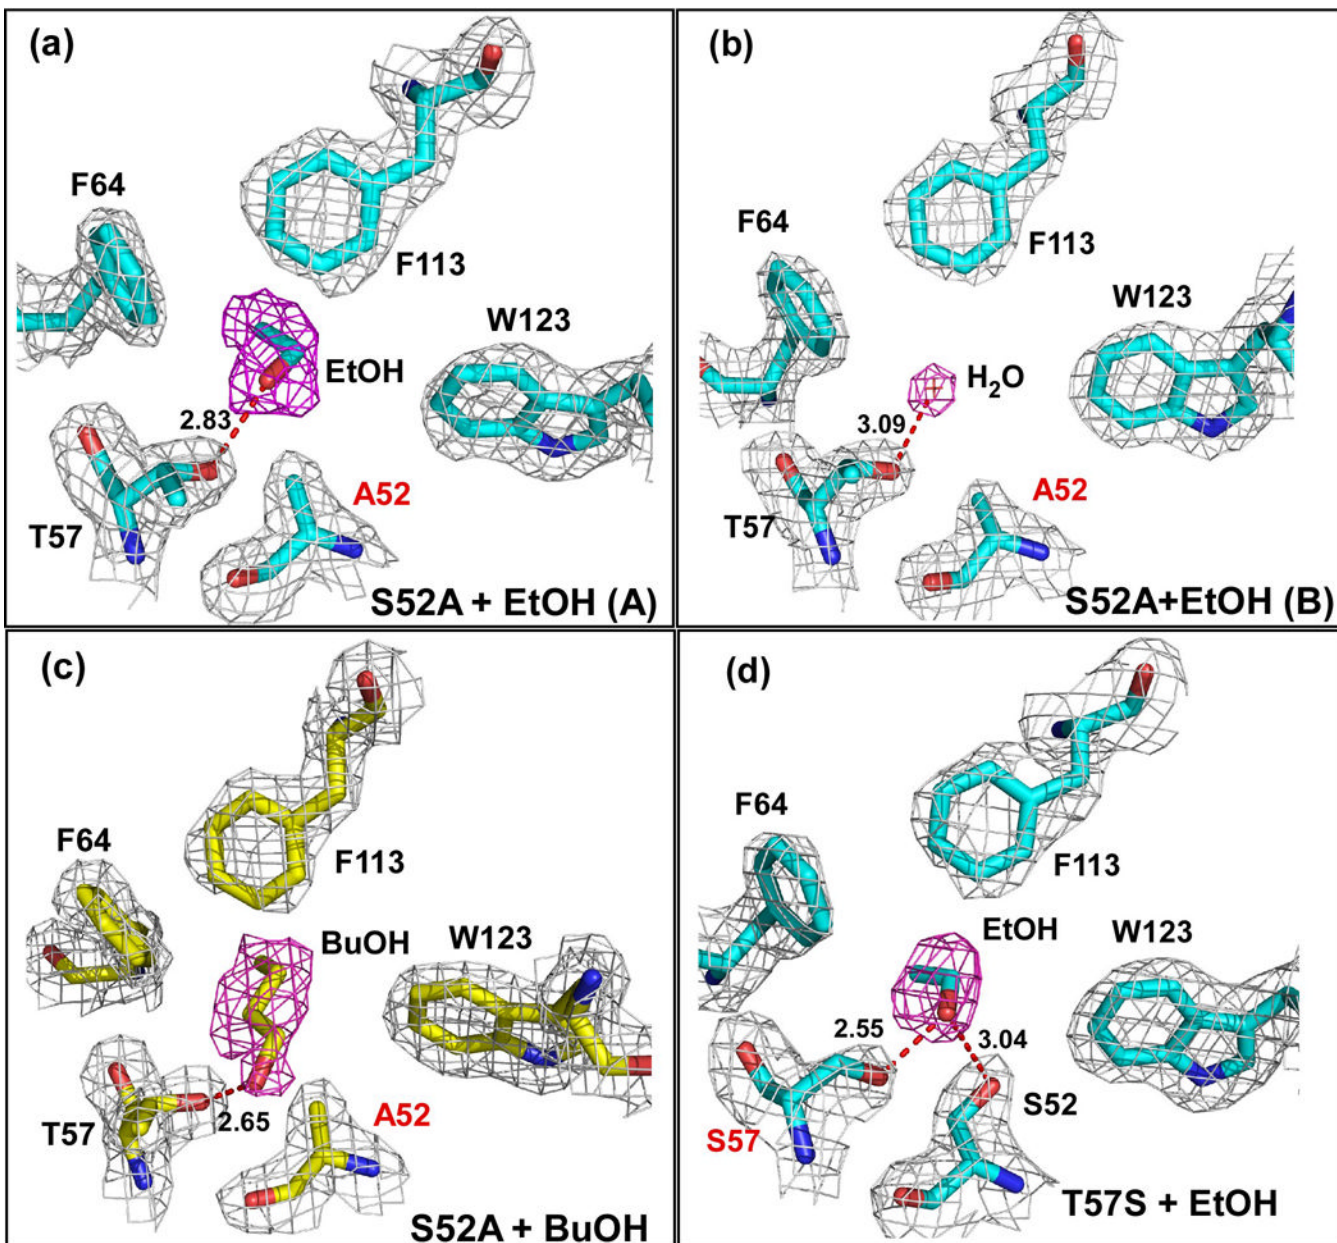 (a)
F64
F113
W123
EtOH
2.83
A52
T57
S52A + EtOH (A)
(b)
F64
F113
W123
H₂O
3.09
A52
T57
S52A+EtOH (B)
(c)
F64
F113
BuOH
W123
2.65
A52
T57
S52A + BuOH
(d)
F64
F113
EtOH
W123
2.55
3.04
S52
S57
T57S + EtOH